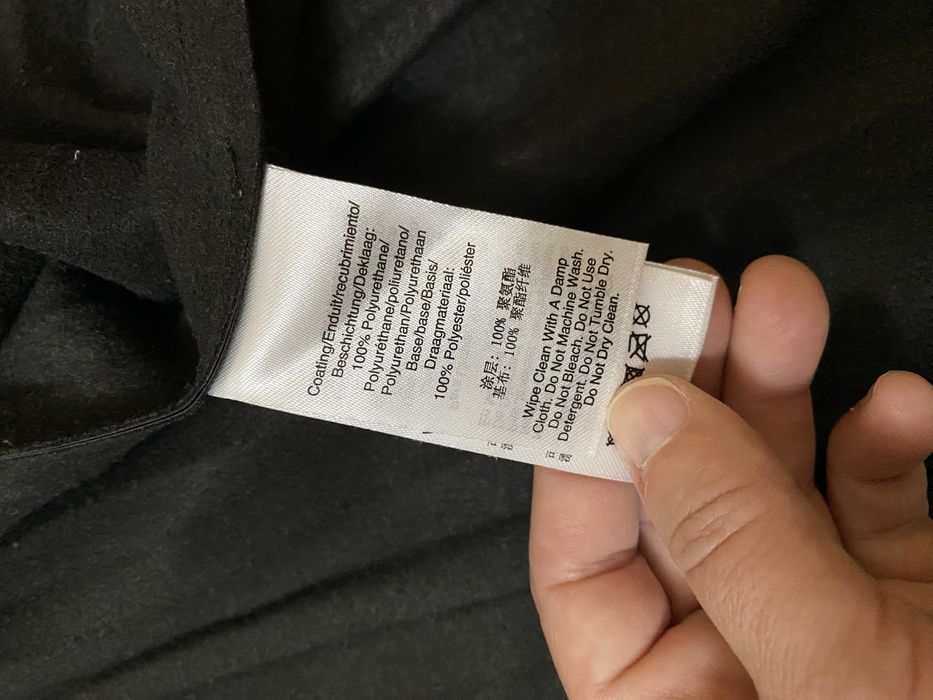 Coating/Enduit/recubrimiento/
Beschichtung/Deklaag:
100% Polyurethane/
Polyuréthane/poliuretano/
Polyurethan/Polyurethaan
Base/base/Basis/
Draagmateriaal:
100% Polyester/poliéster
涂层: 100% 聚氨酯
基布: 100% 聚酯纤维
Wipe Clean With A Damp
Cloth. Do Not Machine Wash.
Do Not Bleach. Do Not Use
Detergent. Do Not Tumble Dry.
Do Not Dry Clean.